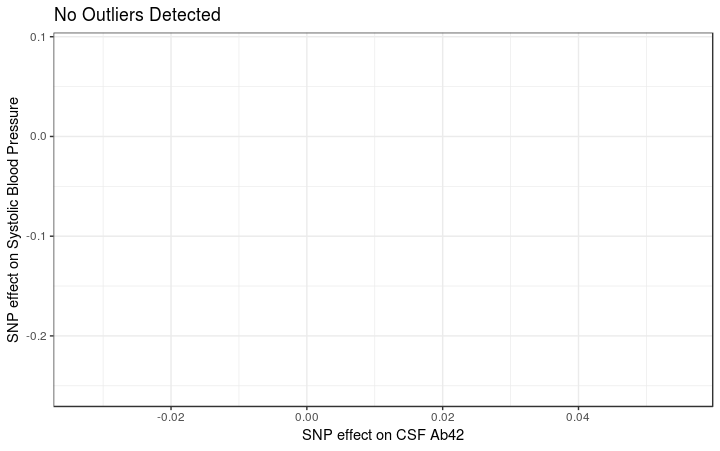 No Outliers Detected
SNP effect on Systolic Blood Pressure
0.1
0.0
-0.1
-0.2
-0.02
0.00
0.02
0.04
SNP effect on CSF Ab42